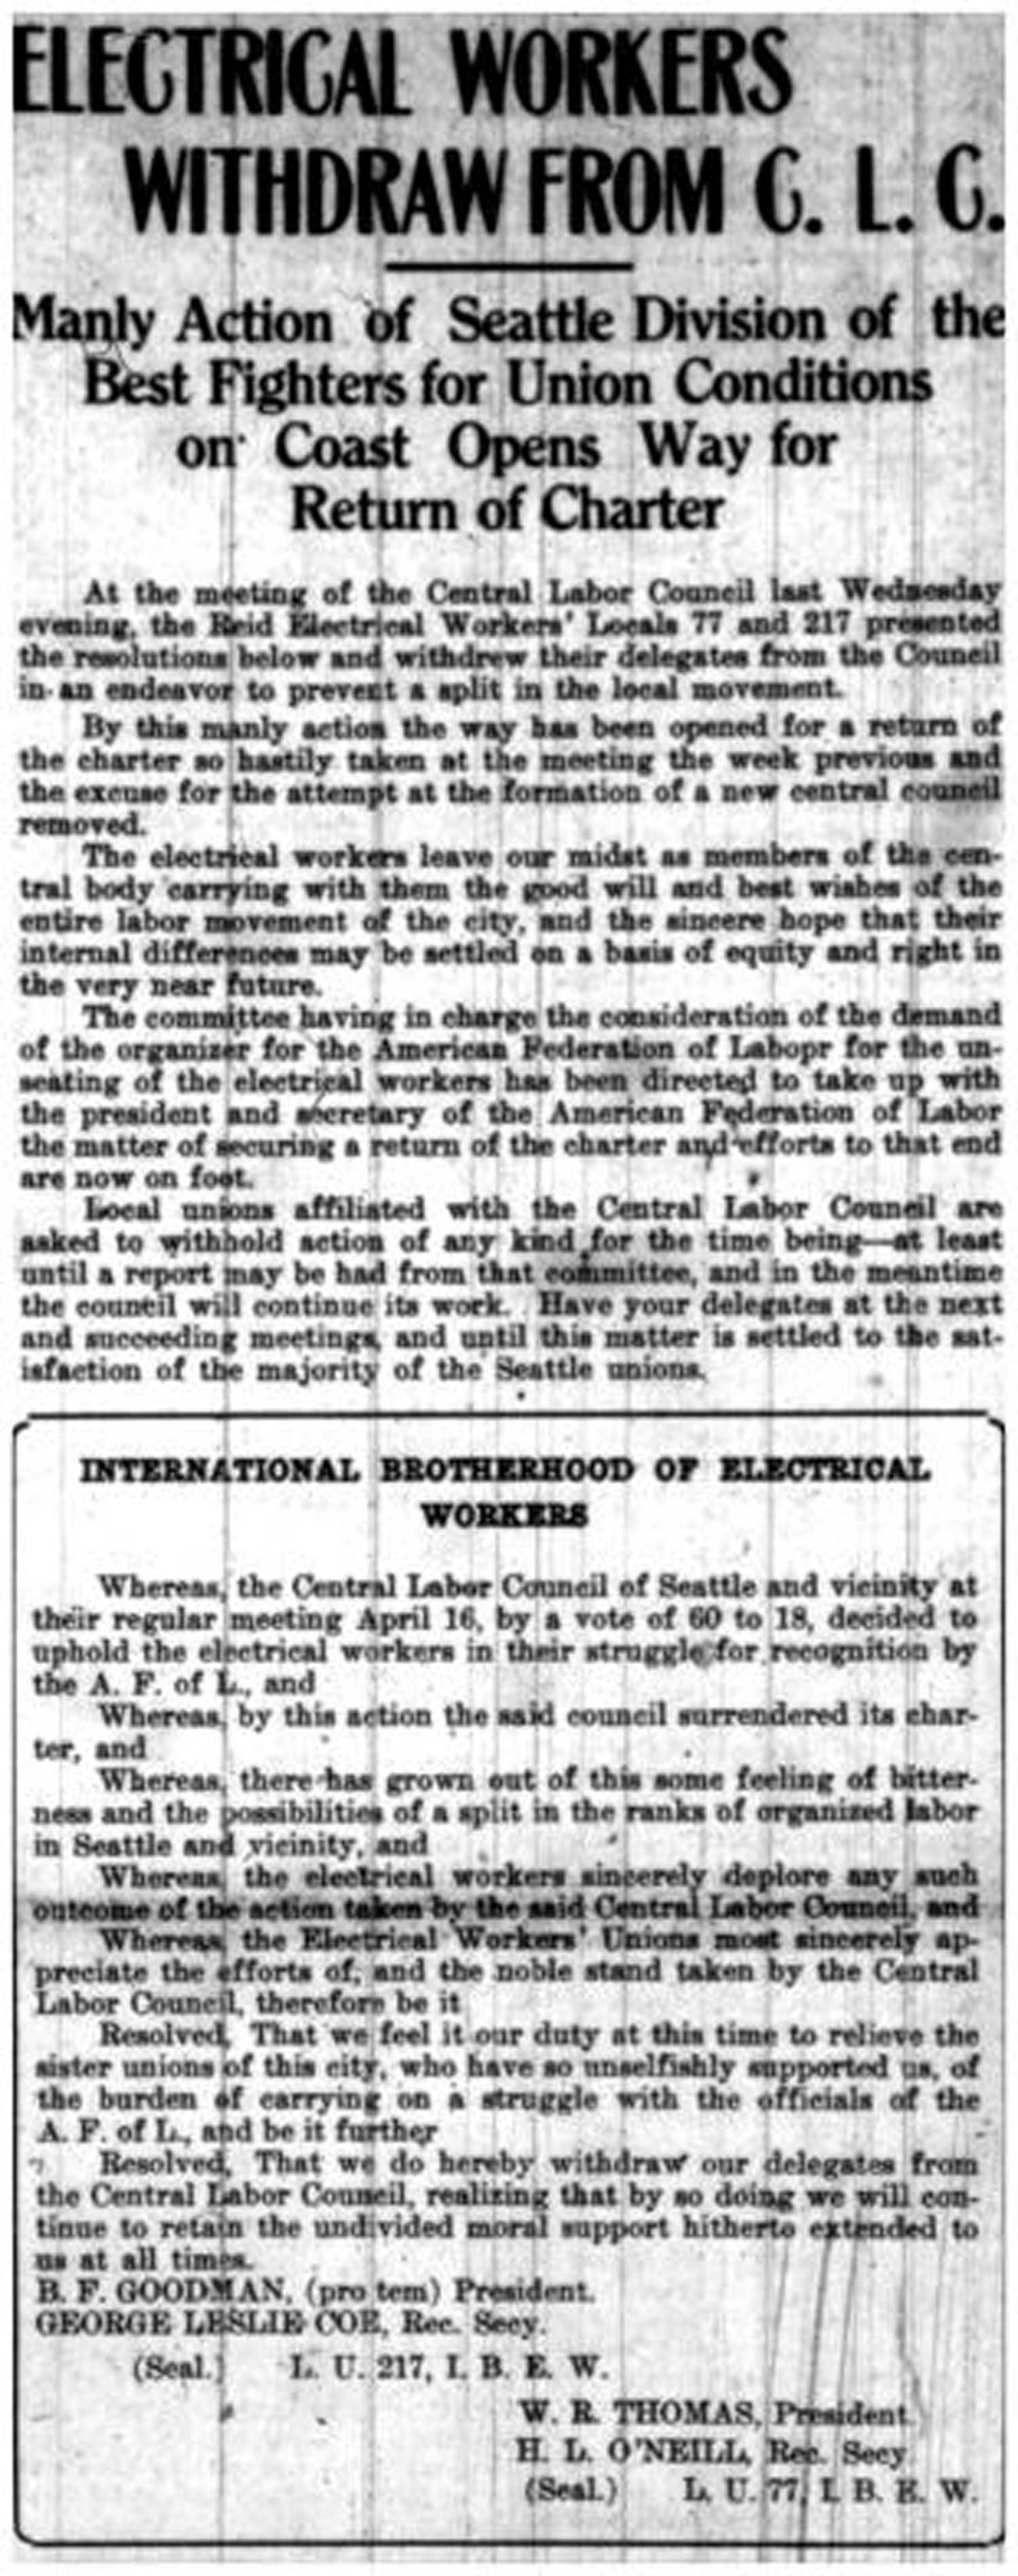 ELECTRICAL WORKERS
WITHDRAW FROM C. L. C.
Manly Action of Seattle Division of the
Best Fighters for Union Conditions
on Coast Opens Way for
Return of Charter
At the meeting of the Central Labor Council last Wednesday
evening, the Reid Electrical Workers' Locals 77 and 217 presented
the resolutions below and withdrew their delegates from the Council
in an endeavor to prevent a split in the local movement.
By this manly action the way has been opened for a return of
the charter so hastily taken at the meeting the week previous and
the excuse for the attempt at the formation of a new central council
removed.
The electrical workers leave our midst as members of the cen-
tral body carrying with them the good will and best wishes of the
entire labor movement of the city, and the sincere hope that their
internal differences may be settled on a basis of equity and right in
the very near future.
The committee having in charge the consideration of the demand
of the organizer for the American Federation of Labopr for the un-
seating of the electrical workers has been directed to take up with
the president and secretary of the American Federation of Labor
the matter of securing a return of the charter and efforts to that end
are now on foot.
Local unions affiliated with the Central Labor Council are
asked to withhold action of any kind for the time being—at least
until a report may be had from that committee, and in the meantime
the council will continue its work. Have your delegates at the next
and succeeding meetings, and until this matter is settled to the sat-
isfaction of the majority of the Seattle unions.
INTERNATIONAL BROTHERHOOD OF ELECTRICAL
WORKERS
Whereas, the Central Labor Council of Seattle and vicinity at
their regular meeting April 16, by a vote of 60 to 18, decided to
uphold the electrical workers in their struggle for recognition by
the A. F. of L., and
Whereas, by this action the said council surrendered its char-
ter, and
Whereas, there has grown out of this some feeling of bitter-
ness and the possibilities of a split in the ranks of organized labor
in Seattle and vicinity, and
Whereas, the electrical workers sincerely deplore any such
outcome of the action taken by the said Central Labor Council, and
Whereas, the Electrical Workers' Unions most sincerely ap-
preciate the efforts of, and the noble stand taken by the Central
Labor Council, therefore be it
Resolved, That we feel it our duty at this time to relieve the
sister unions of this city, who have so unselfishly supported us, of
the burden of carrying on a struggle with the officials of the
A. F. of L., and be it further
Resolved, That we do hereby withdraw our delegates from
the Central Labor Council, realizing that by so doing we will con-
tinue to retain the undivided moral support hitherto extended to
us at all times.
B. F. GOODMAN, (pro tem) President.
GEORGE LESLIE COE, Rec. Secy.
(Seal.) L. U. 217, I. B. E. W.
W. R. THOMAS, President.
H. L. O'NEILL, Rec. Secy
(Seal.) L. U. 77, I. B. E. W.